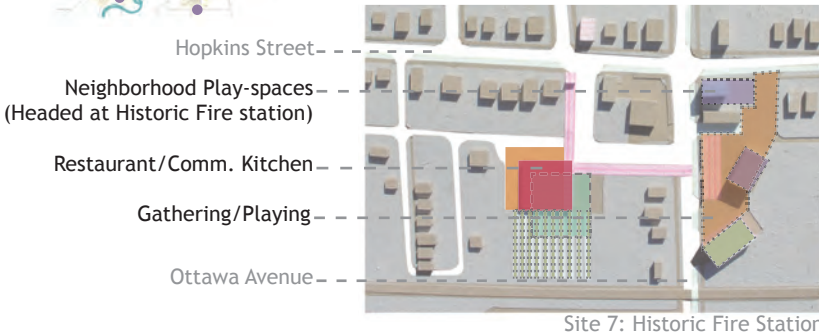 Hopkins Street
Neighborhood Play-spaces
(Headed at Historic Fire station)
Restaurant/Comm. Kitchen
Gathering/Playing
Ottawa Avenue
Site 7: Historic Fire Station